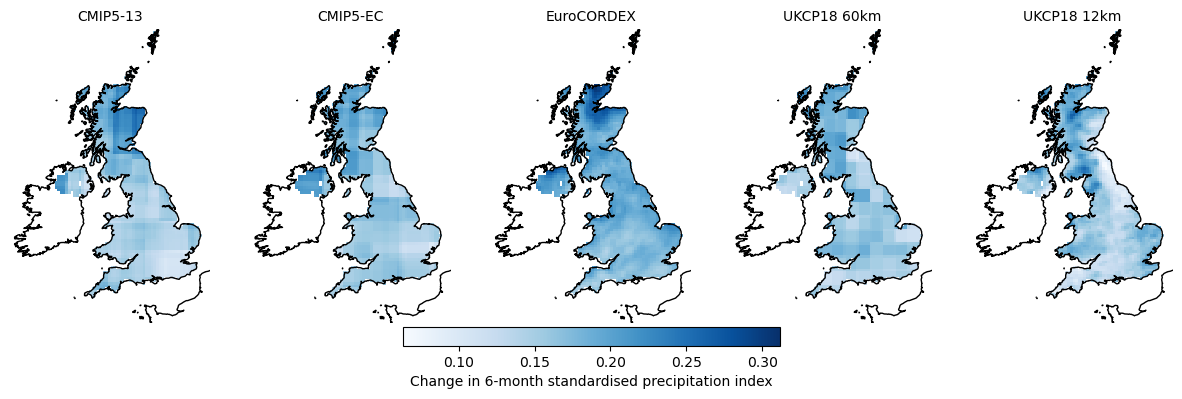 CMIP5-13
CMIP5-EC
EuroCORDEX
UKCP18 60km
UKCP18 12km
0.10
0.15
0.20
0.25
0.30
Change in 6-month standardised precipitation index